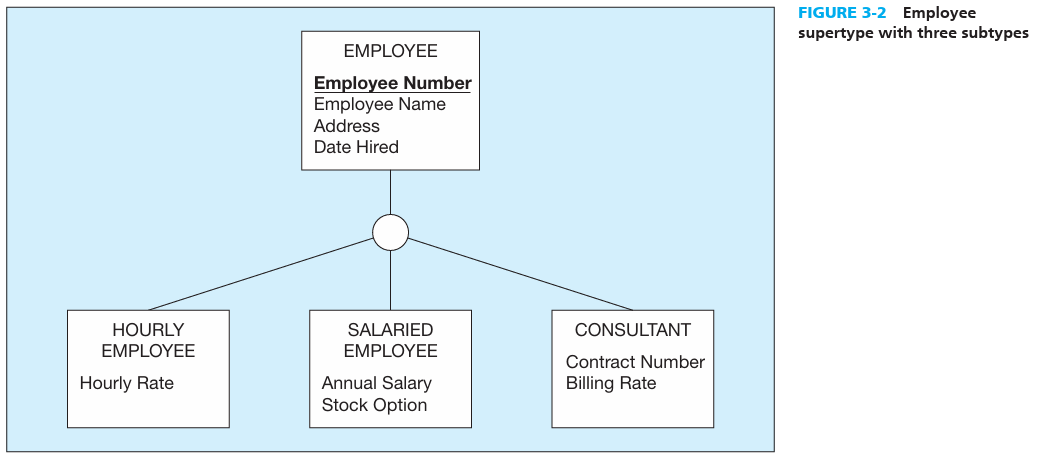 FIGURE 3-2 Employee
supertype with three subtypes
EMPLOYEE
Employee Number
Employee Name
Address
Date Hired
HOURLY
EMPLOYEE
Hourly Rate
SALARIED
EMPLOYEE
Annual Salary
Stock Option
CONSULTANT
Contract Number
Billing Rate